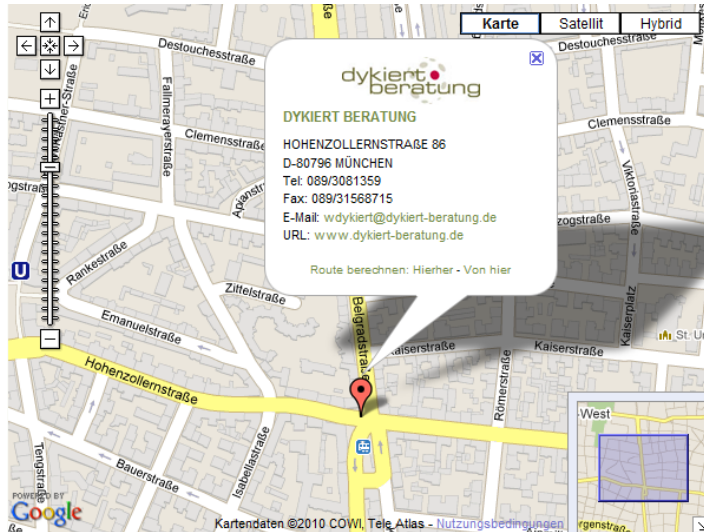 Karte
Satellit
Hybrid
Destouchesstraße
Destouchesstraße
Fallmerayerstraße
Clemensstraße
Clemensstraße
Viktoriastraße
dykiert
beratung
DYKIERT BERATUNG
HOHENZOLLERNSTRAßE 86
D-80796 MÜNCHEN
Tel: 089/3081359
Fax: 089/31568715
E-Mail: wdykiert@dykiert-beratung.de
URL: www.dykiert-beratung.de
Route berechnen: Hierher - Von hier
Rankestraße
U
Zittelstraße
Emanuelstraße
Belgradstraße
Kaiserplatz
Kaiserstraße
Hohenzollernstraße
Römerstraße
Isabellastraße
Bauerstraße
Tengstraße
-West
POWERED BY
Google
Kartendaten ©2010 COWI, Tele Atlas - Nutzungsbedingungen